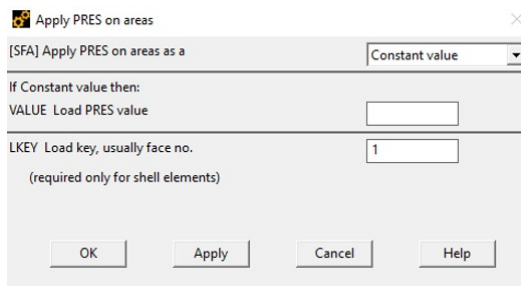 Apply PRES on areas
[SFA] Apply PRES on areas as a
Constant value
If Constant value then:
VALUE Load PRES value
LKEY Load key, usually face no.
1
(required only for shell elements)
OK Apply Cancel Help